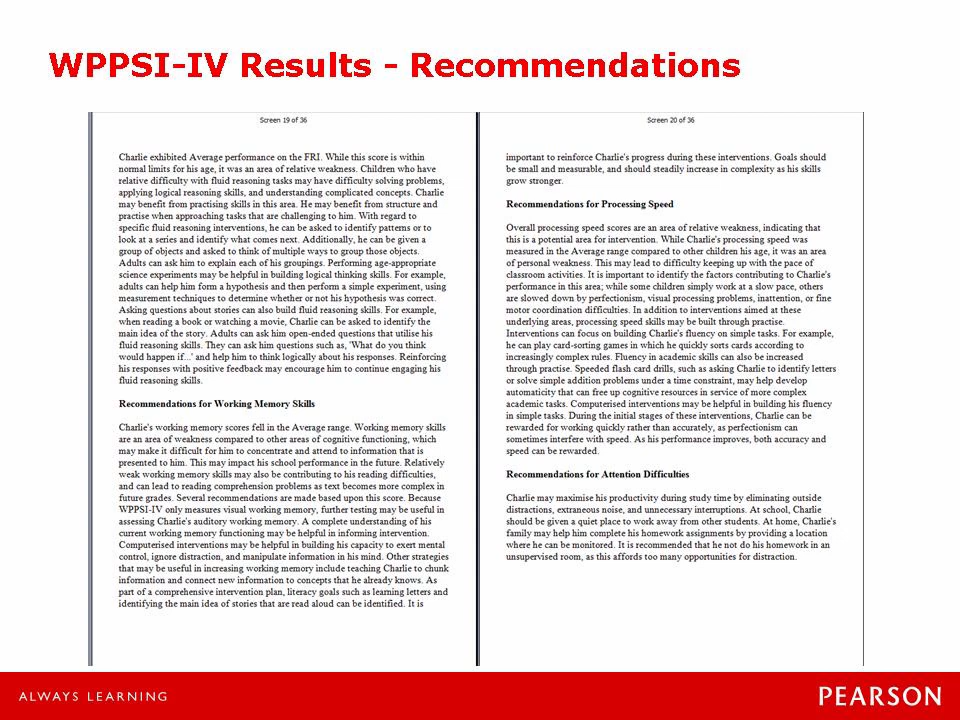 WPPSI-IV Results - Recommendations
Screen 19 of 36
Charlie exhibited Average performance on the FRI. While this score is within
normal limits for his age, it was an area of relative weakness. Children who have
relative difficulty with fluid reasoning tasks may have difficulty solving problems,
applying logical reasoning skills, and understanding complicated concepts. Charlie
may benefit from practising skills in this area. He may benefit from structure and
practise when approaching tasks that are challenging to him. With regard to
specific fluid reasoning interventions, he can be asked to identify patterns or to
look at a series and identify what comes next. Additionally, he can be given a
group of objects and asked to think of multiple ways to group those objects.
Adults can ask him to explain each of his groupings. Performing age-appropriate
science experiments may be helpful in building logical thinking skills. For example,
adults can help him form a hypothesis and then perform a simple experiment, using
measurement techniques to determine whether or not his hypothesis was correct.
Asking questions about stories can also build fluid reasoning skills. For example,
when reading a book or watching a movie, Charlie can be asked to identify the
main idea of the story. Adults can ask him open-ended questions that utilise his
fluid reasoning skills. They can ask him questions such as, 'What do you think
would happen if...' and help him to think logically about his responses. Reinforcing
his responses with positive feedback may encourage him to continue engaging his
fluid reasoning skills.
Recommendations for Working Memory Skills
Charlie's working memory scores fell in the Average range. Working memory skills
are an area of weakness compared to other areas of cognitive functioning, which
may make it difficult for him to concentrate and attend to information that is
presented to him. This may impact his school performance in the future. Relatively
weak working memory skills may also be contributing to his reading difficulties,
and can lead to reading comprehension problems as text becomes more complex in
future grades. Several recommendations are made based upon this score. Because
WPPSI-IV only measures visual working memory, further testing may be useful in
assessing Charlie's auditory working memory. A complete understanding of his
current working memory functioning may be helpful in informing intervention.
Computerised interventions may be helpful in building his capacity to exert mental
control, ignore distraction, and manipulate information in his mind. Other strategies
that may be useful in increasing working memory include teaching Charlie to chunk
information and connect new information to concepts that he already knows. As
part of a comprehensive intervention plan, literacy goals such as learning letters and
identifying the main idea of stories that are read aloud can be identified. It is
Screen 20 of 36
important to reinforce Charlie's progress during these interventions. Goals should
be small and measurable, and should steadily increase in complexity as his skills
grow stronger.
Recommendations for Processing Speed
Overall processing speed scores are an area of relative weakness, indicating that
this is a potential area for intervention. While Charlie's processing speed was
measured in the Average range compared to other children his age, it was an area
of personal weakness. This may lead to difficulty keeping up with the pace of
classroom activities. It is important to identify the factors contributing to Charlie's
performance in this area; while some children simply work at a slow pace, others
are slowed down by perfectionism, visual processing problems, inattention, or fine
motor coordination difficulties. In addition to interventions aimed at these
underlying areas, processing speed skills may be built through practise.
Interventions can focus on building Charlie's fluency on simple tasks. For example,
he can play card-sorting games in which he quickly sorts cards according to
increasingly complex rules. Fluency in academic skills can also be increased
through practise. Speeded flash card drills, such as asking Charlie to identify letters
or solve simple addition problems under a time constraint, may help develop
automaticity that can free up cognitive resources in service of more complex
academic tasks. Computerised interventions may be helpful in building his fluency
in simple tasks. During the initial stages of these interventions, Charlie can be
rewarded for working quickly rather than accurately, as perfectionism can
sometimes interfere with speed. As his performance improves, both accuracy and
speed can be rewarded.
Recommendations for Attention Difficulties
Charlie may maximise his productivity during study time by eliminating outside
distractions, extraneous noise, and unnecessary interruptions. At school, Charlie
should be given a quiet place to work away from other students. At home, Charlie's
family may help him complete his homework assignments by providing a location
where he can be monitored. It is recommended that he not do his homework in an
unsupervised room, as this affords too many opportunities for distraction.
ALWAYS LEARNING
PEARSON